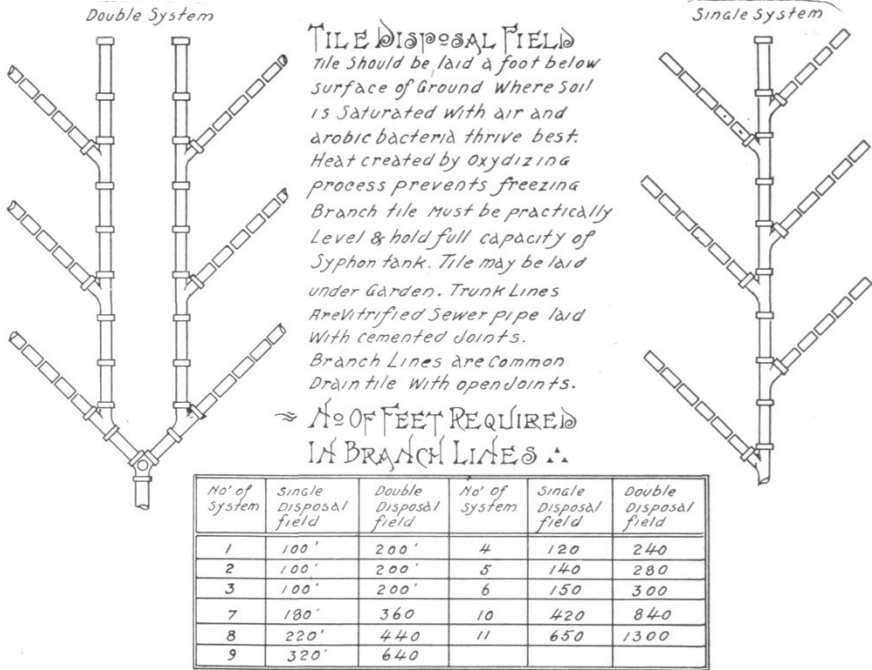 Double System
Single System
TILE DISPOSAL FIELD
Tile Should be laid a foot below
surface of Ground Where Soil
is Saturated With air and
arobic bacteria thrive best.
Heat created by Oxydizing
process prevents freezing
Branch tile Must be practically
Level & hold full capacity of
Syphon tank. Tile may be laid
under Garden. Trunk Lines
Are Vitrified Sewer pipe laid
With cemented Joints.
Branch Lines are Common
Drain tile With open Joints.
≈ No OF FEET REQUIRED
IN BRANCH LINES ∴
No' of System | Single Disposal field | Double Disposal field | No' of System | Single Disposal field | Double Disposal field
1 | 100' | 200' | 4 | 120 | 240
2 | 100' | 200' | 5 | 140 | 280
3 | 100' | 200' | 6 | 150 | 300
7 | 180' | 360 | 10 | 420 | 840
8 | 220' | 440 | 11 | 650 | 1300
9 | 320' | 640